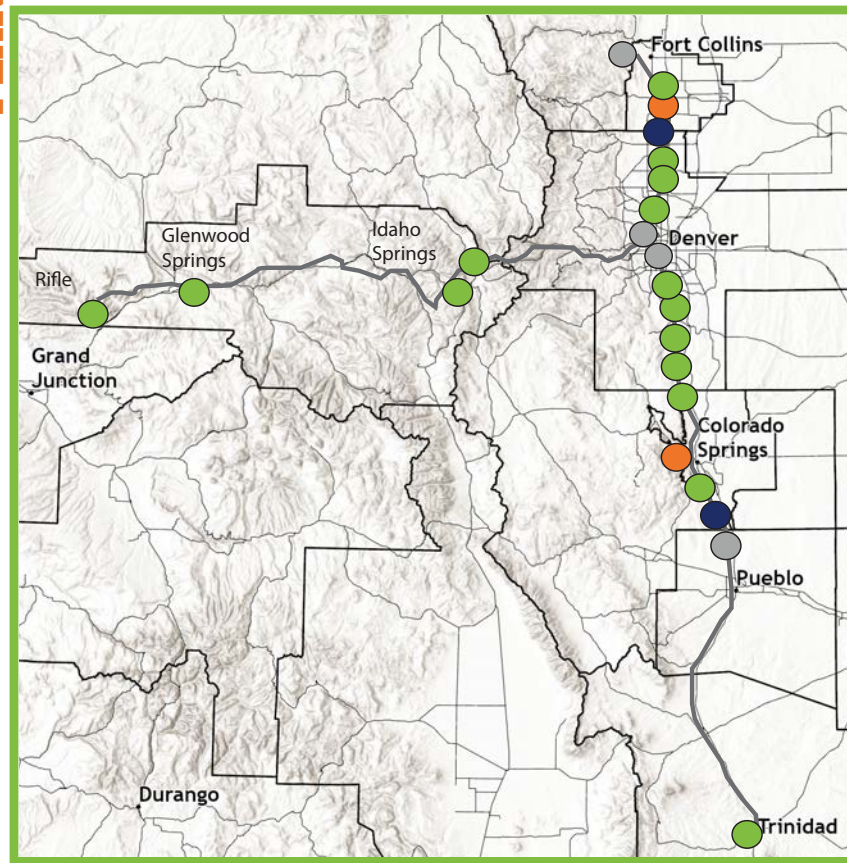 Fort Collins
Denver
Idaho
Springs
Glenwood
Springs
Rifle
Grand
Junction
Colorado
Springs
Pueblo
Durango
Trinidad